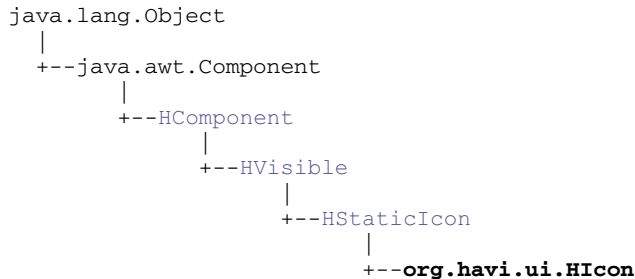 java.lang.Object
|
+--java.awt.Component
|
+--HComponent
|
+--HVisible
|
+--HStaticIcon
|
+--org.havi.ui.HIcon